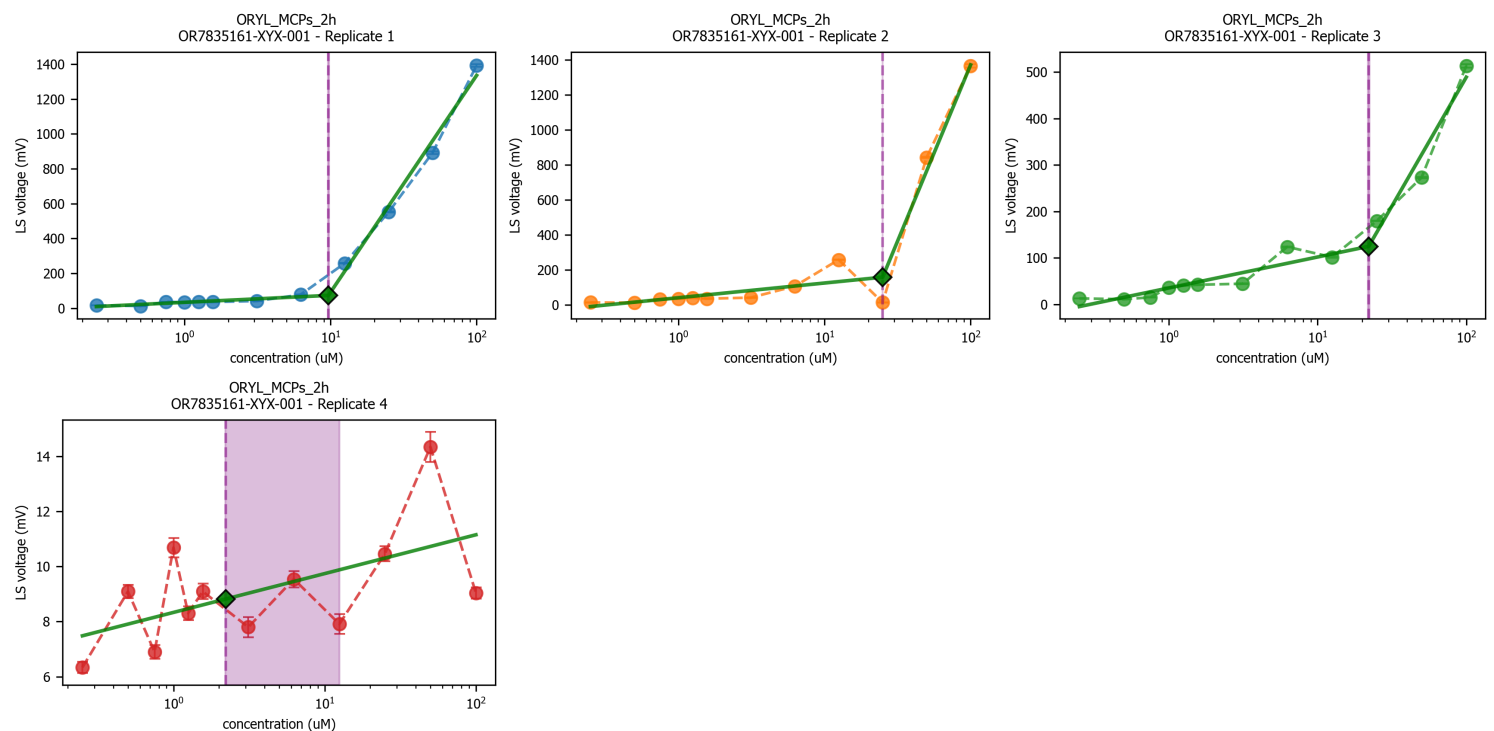 ORYL_MCPs_2h
OR7835161-XYX-001 - Replicate 1
LS voltage (mV)
1400
1200
1000
800
600
400
200
0
10⁰
10¹
10²
concentration (uM)
ORYL_MCPs_2h
OR7835161-XYX-001 - Replicate 2
LS voltage (mV)
1400
1200
1000
800
600
400
200
0
10⁰
10¹
10²
concentration (uM)
ORYL_MCPs_2h
OR7835161-XYX-001 - Replicate 3
LS voltage (mV)
500
400
300
200
100
0
10⁰
10¹
10²
concentration (uM)
ORYL_MCPs_2h
OR7835161-XYX-001 - Replicate 4
LS voltage (mV)
14
12
10
8
6
10⁰
10¹
10²
concentration (uM)